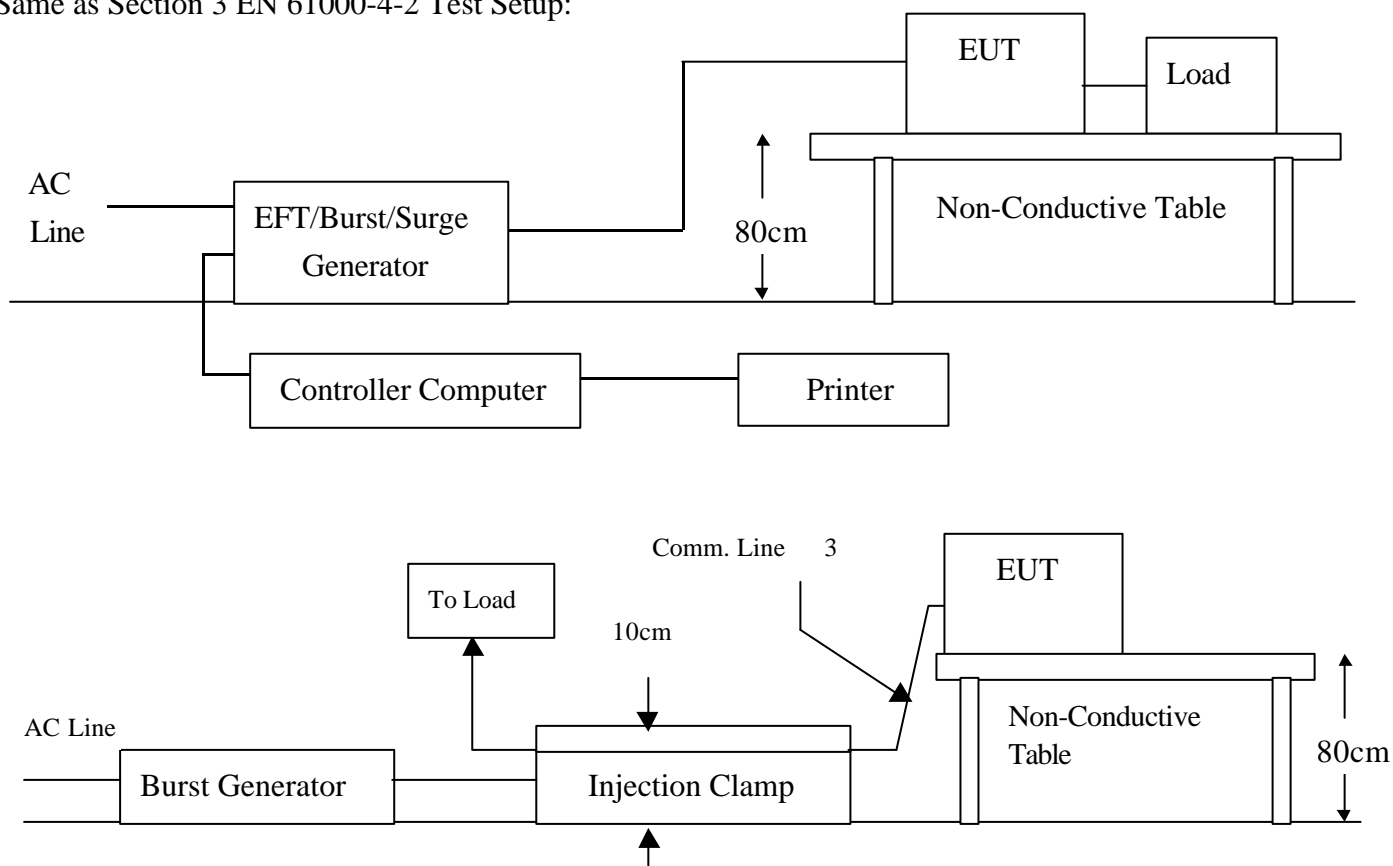 Same as Section 3 EN 61000-4-2 Test Setup:
EUT
Load
AC
Line
EFT/Burst/Surge
Generator
80cm
Non-Conductive Table
Controller Computer
Printer
Comm. Line 3
EUT
To Load
10cm
AC Line
Burst Generator
Injection Clamp
Non-Conductive
Table
80cm